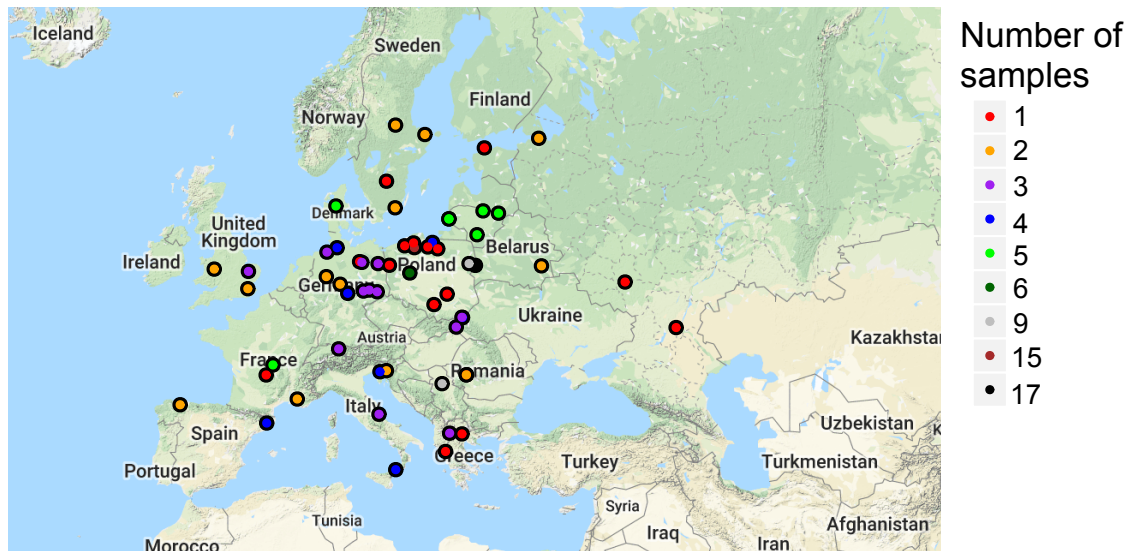 Iceland
Sweden
Finland
Norway
Denmark
United
Kingdom
Ireland
Belarus
Poland
Germany
Ukraine
Austria
France
Romania
Italy
Spain
Portugal
Greece
Turkey
Tunisia
Morocco
Syria
Iraq
Iran
Kazakhstan
Uzbekistan
K
Turkmenistan
Afghanistan
Number of
samples
1
2
3
4
5
6
9
15
17